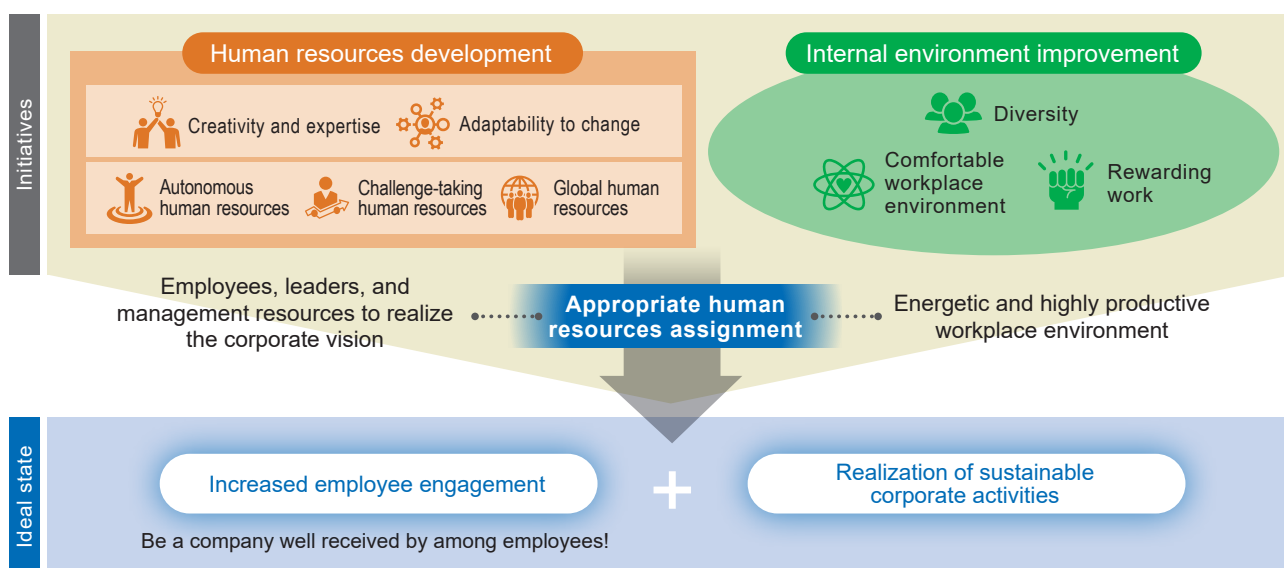 Initiatives
Human resources development
Creativity and expertise
Adaptability to change
Autonomous
human resources
Challenge-taking
human resources
Global human
resources
Internal environment improvement
Diversity
Comfortable
workplace
environment
Rewarding
work
Employees, leaders, and
management resources to realize
the corporate vision
Appropriate human
resources assignment
Energetic and highly productive
workplace environment
Ideal state
Increased employee engagement
+
Realization of sustainable
corporate activities
Be a company well received by among employees!